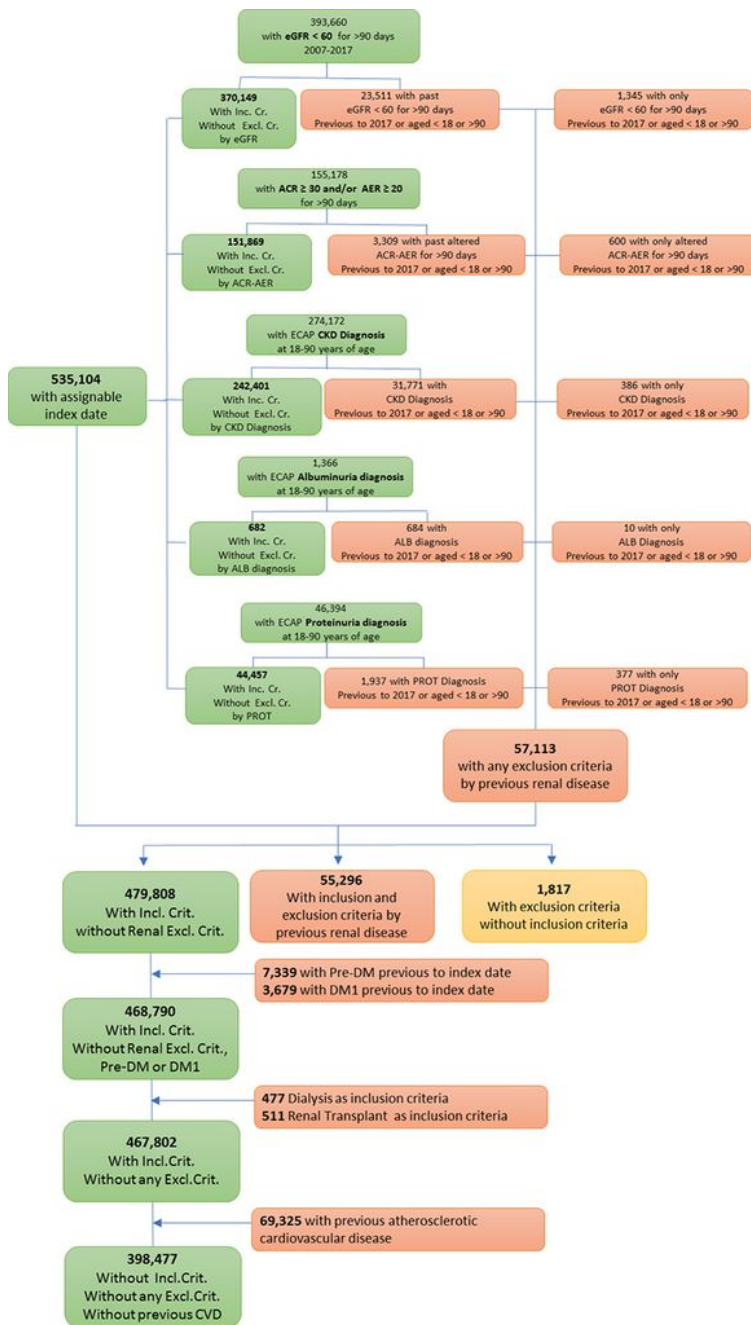 393,660
with eGFR < 60 for >90 days
2007-2017
370,149
With Inc. Cr.
Without Excl. Cr.
by eGFR
23,511 with past
eGFR < 60 for >90 days
Previous to 2017 or aged < 18 or >90
1,345 with only
eGFR < 60 for >90 days
Previous to 2017 or aged < 18 or >90
155,178
with ACR ≥ 30 and/or AER ≥ 20
for >90 days
151,869
With Inc. Cr.
Without Excl. Cr.
by ACR-AER
3,309 with past altered
ACR-AER for >90 days
Previous to 2017 or aged < 18 or >90
600 with only altered
ACR-AER for >90 days
Previous to 2017 or aged < 18 or >90
274,172
with ECAP CKD Diagnosis
at 18-90 years of age
535,104
with assignable
index date
242,401
With Inc. Cr.
Without Excl. Cr.
by CKD Diagnosis
31,771 with
CKD Diagnosis
Previous to 2017 or aged < 18 or >90
386 with only
CKD Diagnosis
Previous to 2017 or aged < 18 or >90
1,366
with ECAP Albuminuria diagnosis
at 18-90 years of age
682
With Inc. Cr.
Without Excl. Cr.
by ALB diagnosis
684 with
ALB diagnosis
Previous to 2017 or aged < 18 or >90
10 with only
ALB Diagnosis
Previous to 2017 or aged < 18 or >90
46,394
with ECAP Proteinuria diagnosis
at 18-90 years of age
44,457
With Inc. Cr.
Without Excl. Cr.
by PROT
1,937 with PROT Diagnosis
Previous to 2017 or aged < 18 or >90
377 with only
PROT Diagnosis
Previous to 2017 or aged < 18 or >90
57,113
with any exclusion criteria
by previous renal disease
479,808
With Incl. Crit.
without Renal Excl. Crit.
55,296
With inclusion and
exclusion criteria by
previous renal disease
1,817
With exclusion criteria
without inclusion criteria
7,339 with Pre-DM previous to index date
3,679 with DM1 previous to index date
468,790
With Incl. Crit.
Without Renal Excl. Crit.,
Pre-DM or DM1
477 Dialysis as inclusion criteria
511 Renal Transplant as inclusion criteria
467,802
With Incl.Crit.
Without any Excl.Crit.
69,325 with previous atherosclerotic
cardiovascular disease
398,477
Without Incl.Crit.
Without any Excl.Crit.
Without previous CVD